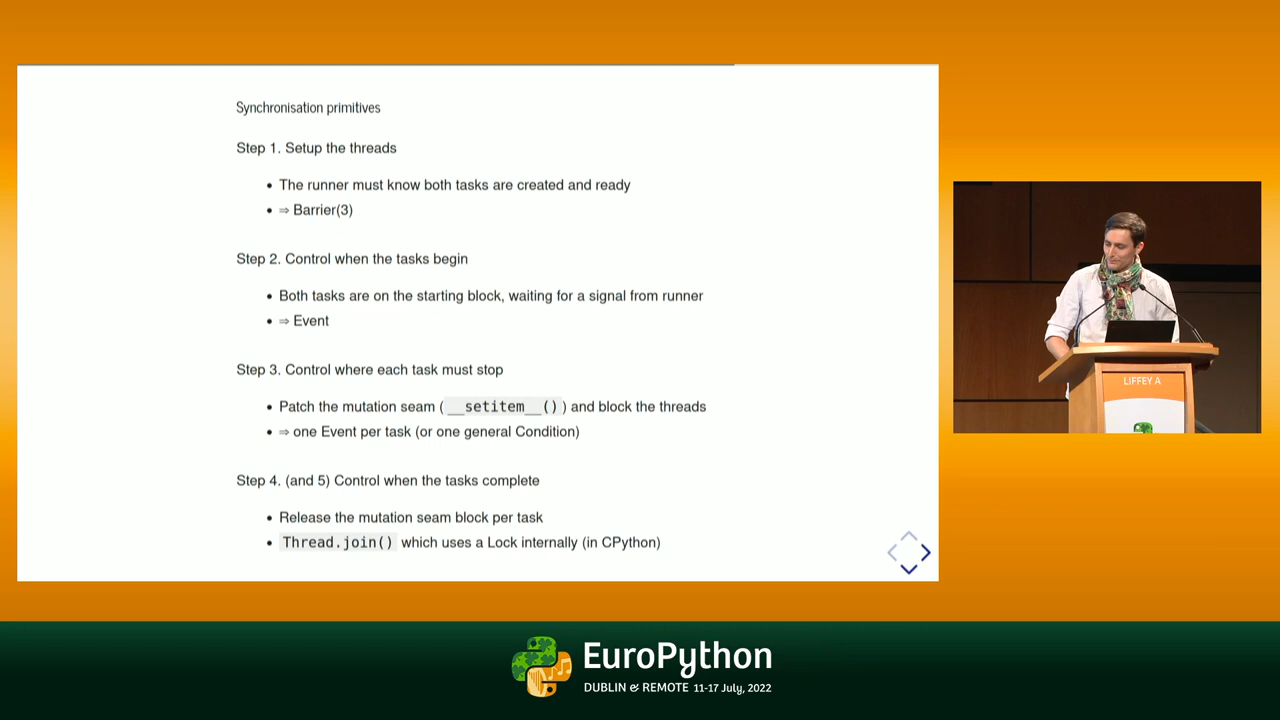 Synchronisation primitives
Step 1. Setup the threads
• The runner must know both tasks are created and ready
• ⇒ Barrier(3)
Step 2. Control when the tasks begin
• Both tasks are on the starting block, waiting for a signal from runner
• ⇒ Event
Step 3. Control where each task must stop
• Patch the mutation seam ( __setitem__() ) and block the threads
• ⇒ one Event per task (or one general Condition)
Step 4. (and 5) Control when the tasks complete
• Release the mutation seam block per task
• Thread.join() which uses a Lock internally (in CPython)
LIFFEY A
EuroPython
DUBLIN & REMOTE 11-17 July, 2022